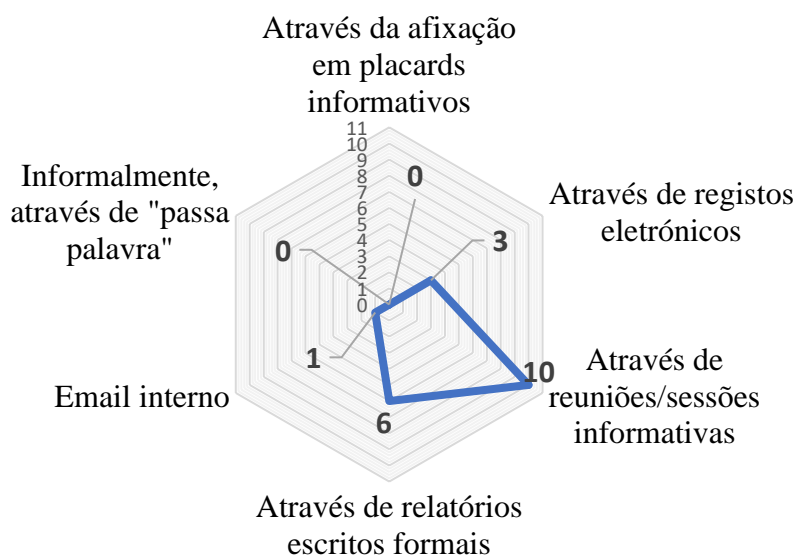 Através da afixação
em placards
informativos
11
10
9
8
7
6
5
4
3
2
1
0
0
Informalmente,
através de "passa
palavra"
0
Através de registos
eletrónicos
3
1
Email interno
10
Através de
reuniões/sessões
informativas
6
Através de relatórios
escritos formais